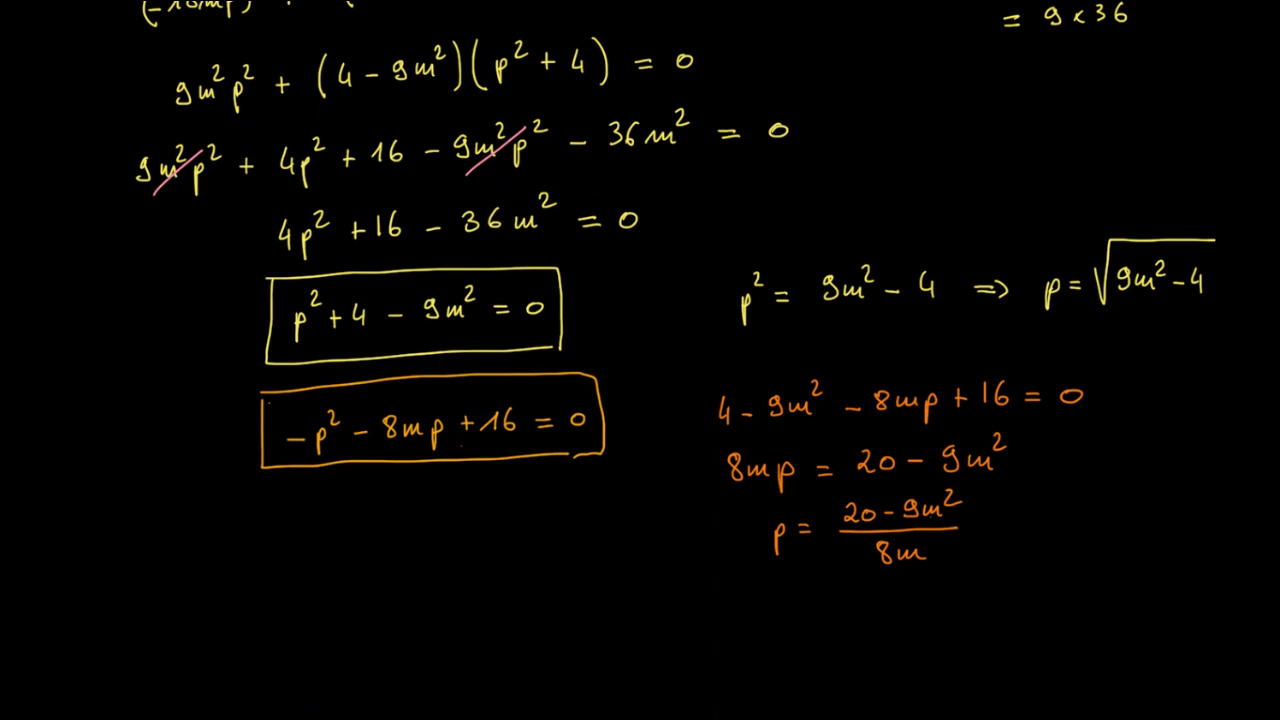 (-18mp)
= 9 × 36
9m²p² + (4 - 9m²)(p² + 4) = 0
9m²p² + 4p² + 16 - 9m²p² - 36m² = 0
4p² + 16 - 36m² = 0
p² + 4 - 9m² = 0
p² = 9m² - 4 ⇒ p = √(9m² - 4)
-p² - 8mp + 16 = 0
4 - 9m² - 8mp + 16 = 0
8mp = 20 - 9m²
p = (20 - 9m²)/(8m)